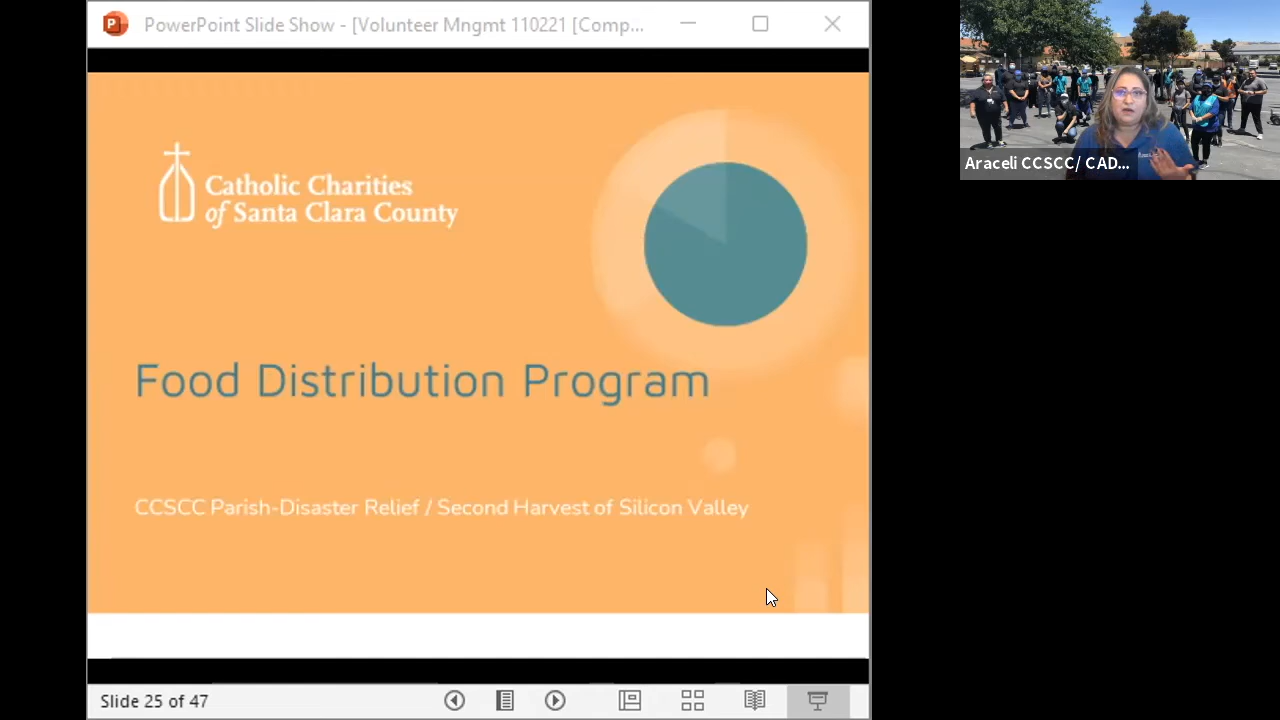 PowerPoint Slide Show - [Volunteer Mngmt 110221 [Comp...
Catholic Charities
of Santa Clara County
Food Distribution Program
CCSCC Parish-Disaster Relief / Second Harvest of Silicon Valley
Slide 25 of 47
Araceli CCSCC/ CAD...